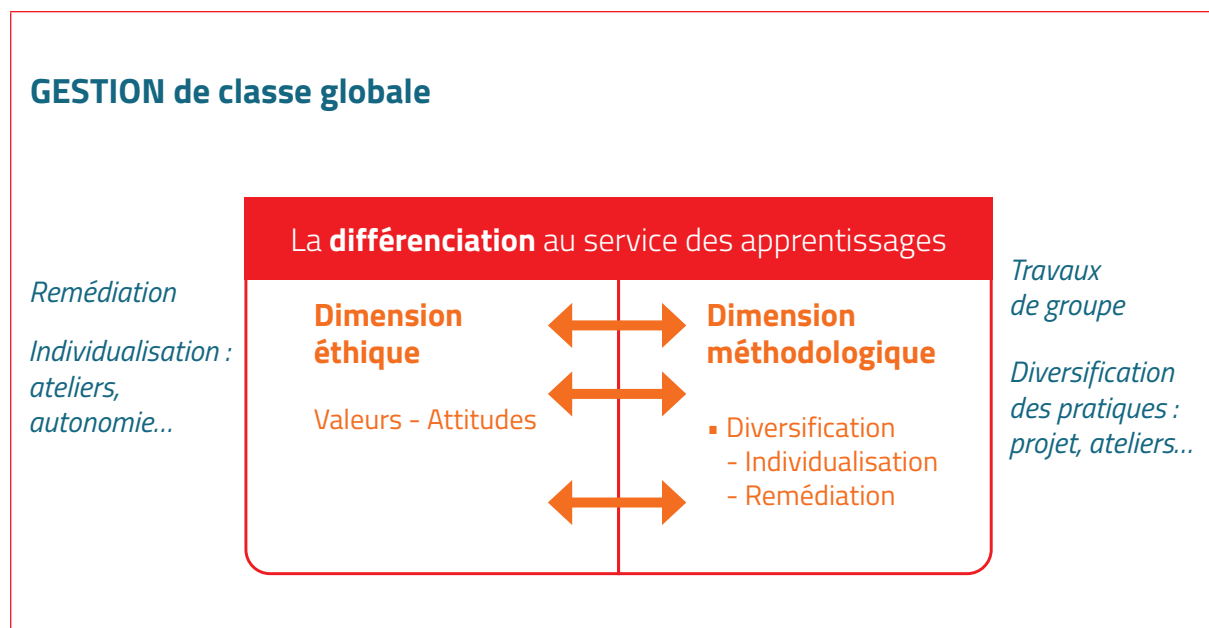 GESTION de classe globale
La différenciation au service des apprentissages
Remédiation
Individualisation :
ateliers,
autonomie...
Dimension
éthique
Valeurs - Attitudes
Dimension
méthodologique
▪ Diversification
- Individualisation
- Remédiation
Travaux
de groupe
Diversification
des pratiques :
projet, ateliers...